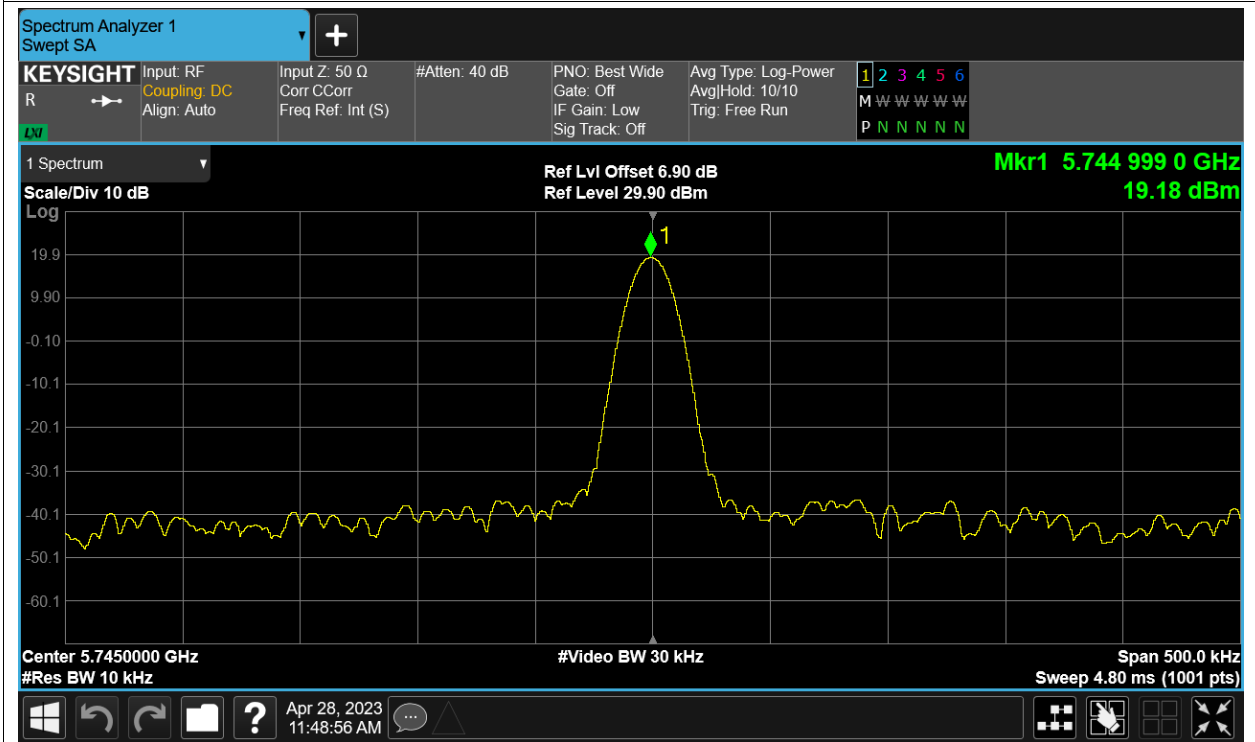 Spectrum Analyzer 1
Swept SA
KEYSIGHT
R
LXI
Input: RF
Coupling: DC
Align: Auto
Input Z: 50 Ω
Corr CCorr
Freq Ref: Int (S)
#Atten: 40 dB
PNO: Best Wide
Gate: Off
IF Gain: Low
Sig Track: Off
Avg Type: Log-Power
Avg|Hold: 10/10
Trig: Free Run
1 2 3 4 5 6
M W W W W W
P N N N N N
1 Spectrum
Scale/Div 10 dB
Ref Lvl Offset 6.90 dB
Ref Level 29.90 dBm
Mkr1 5.744 999 0 GHz
19.18 dBm
Log
1
19.9
9.90
-0.10
-10.1
-20.1
-30.1
-40.1
-50.1
-60.1
Center 5.7450000 GHz
#Res BW 10 kHz
#Video BW 30 kHz
Span 500.0 kHz
Sweep 4.80 ms (1001 pts)
?
Apr 28, 2023
11:48:56 AM